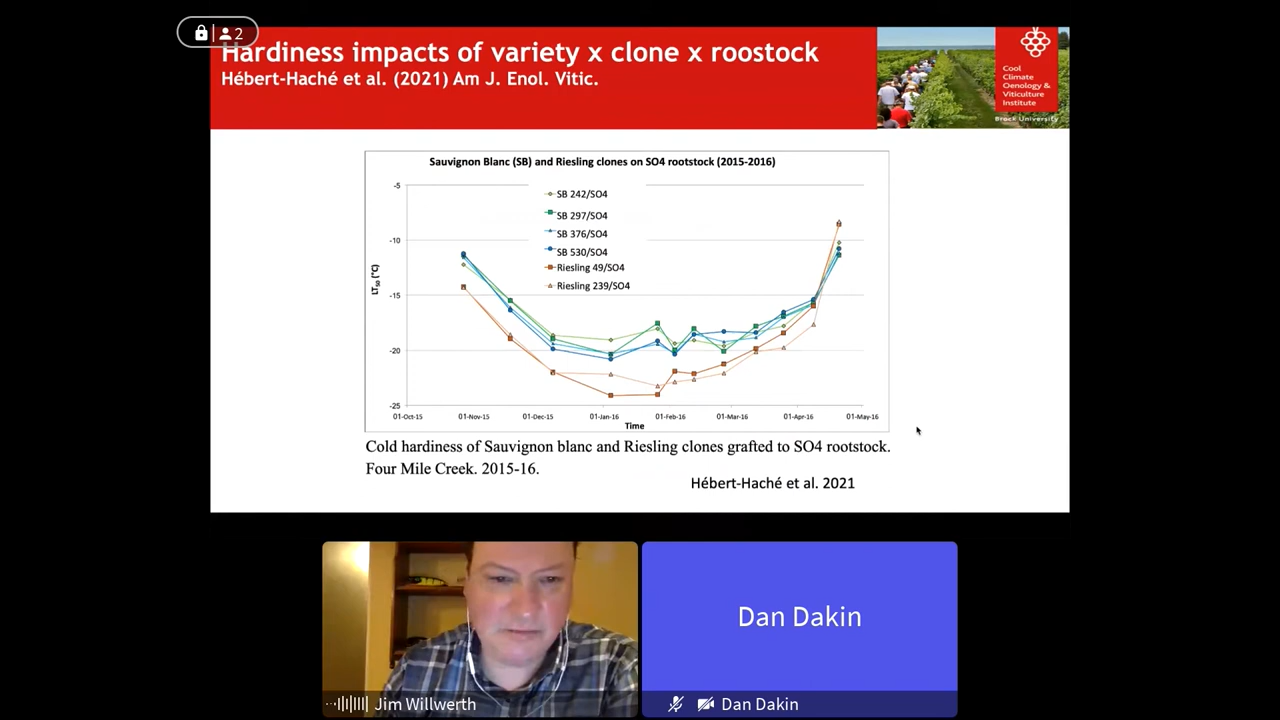 2
Hardiness impacts of variety x clone x roostock
Hébert-Haché et al. (2021) Am J. Enol. Vitic.
Cool
Climate
Oenology &
Viticulture
Institute
Brock University
Sauvignon Blanc (SB) and Riesling clones on SO4 rootstock (2015-2016)
SB 242/SO4
SB 297/SO4
SB 376/SO4
SB 530/SO4
Riesling 49/SO4
Riesling 239/SO4
-5
-10
-15
-20
-25
LT50 (°C)
01-Oct-15 01-Nov-15 01-Dec-15 01-Jan-16 01-Feb-16 01-Mar-16 01-Apr-16 01-May-16
Time
Cold hardiness of Sauvignon blanc and Riesling clones grafted to SO4 rootstock.
Four Mile Creek. 2015-16.
Hébert-Haché et al. 2021
Dan Dakin
Jim Willwerth
Dan Dakin